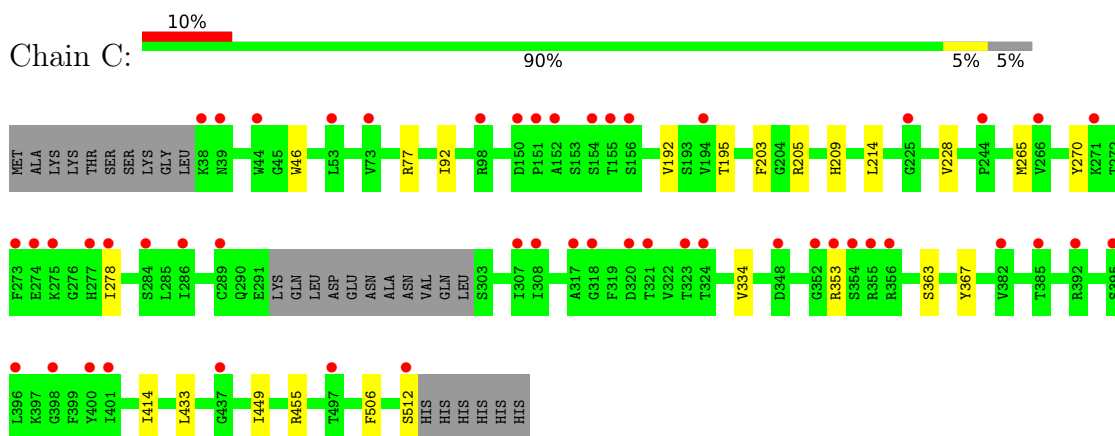 10%
Chain C:
90% 5% 5%
MET ALA LYS LYS THR SER SER LYS GLY LEU K38 N39 W44 G45 W46 L53 V73 R77 I92 R98 D150 P151 A152 S153 S154 T155 S156 V192 S193 V194 T195 F203 G204 R205 H209 L214 G225 V228 P244 M265 V266 Y270 K271 T272
F273 E274 K275 G276 H277 I278 S284 L285 I286 C289 Q290 E291 LYS GLN LEU ASP GLU ASN ALA ASN VAL GLN LEU S303 I307 I308 A317 G318 F319 D320 T321 V322 T323 T324 V334 D348 G352 R353 S354 R355 R356 S363 Y367 V382 T385 R392 S395
L396 K397 G398 F399 Y400 I401 I414 L433 G437 I449 R455 T497 F506 S512 HIS HIS HIS HIS HIS HIS